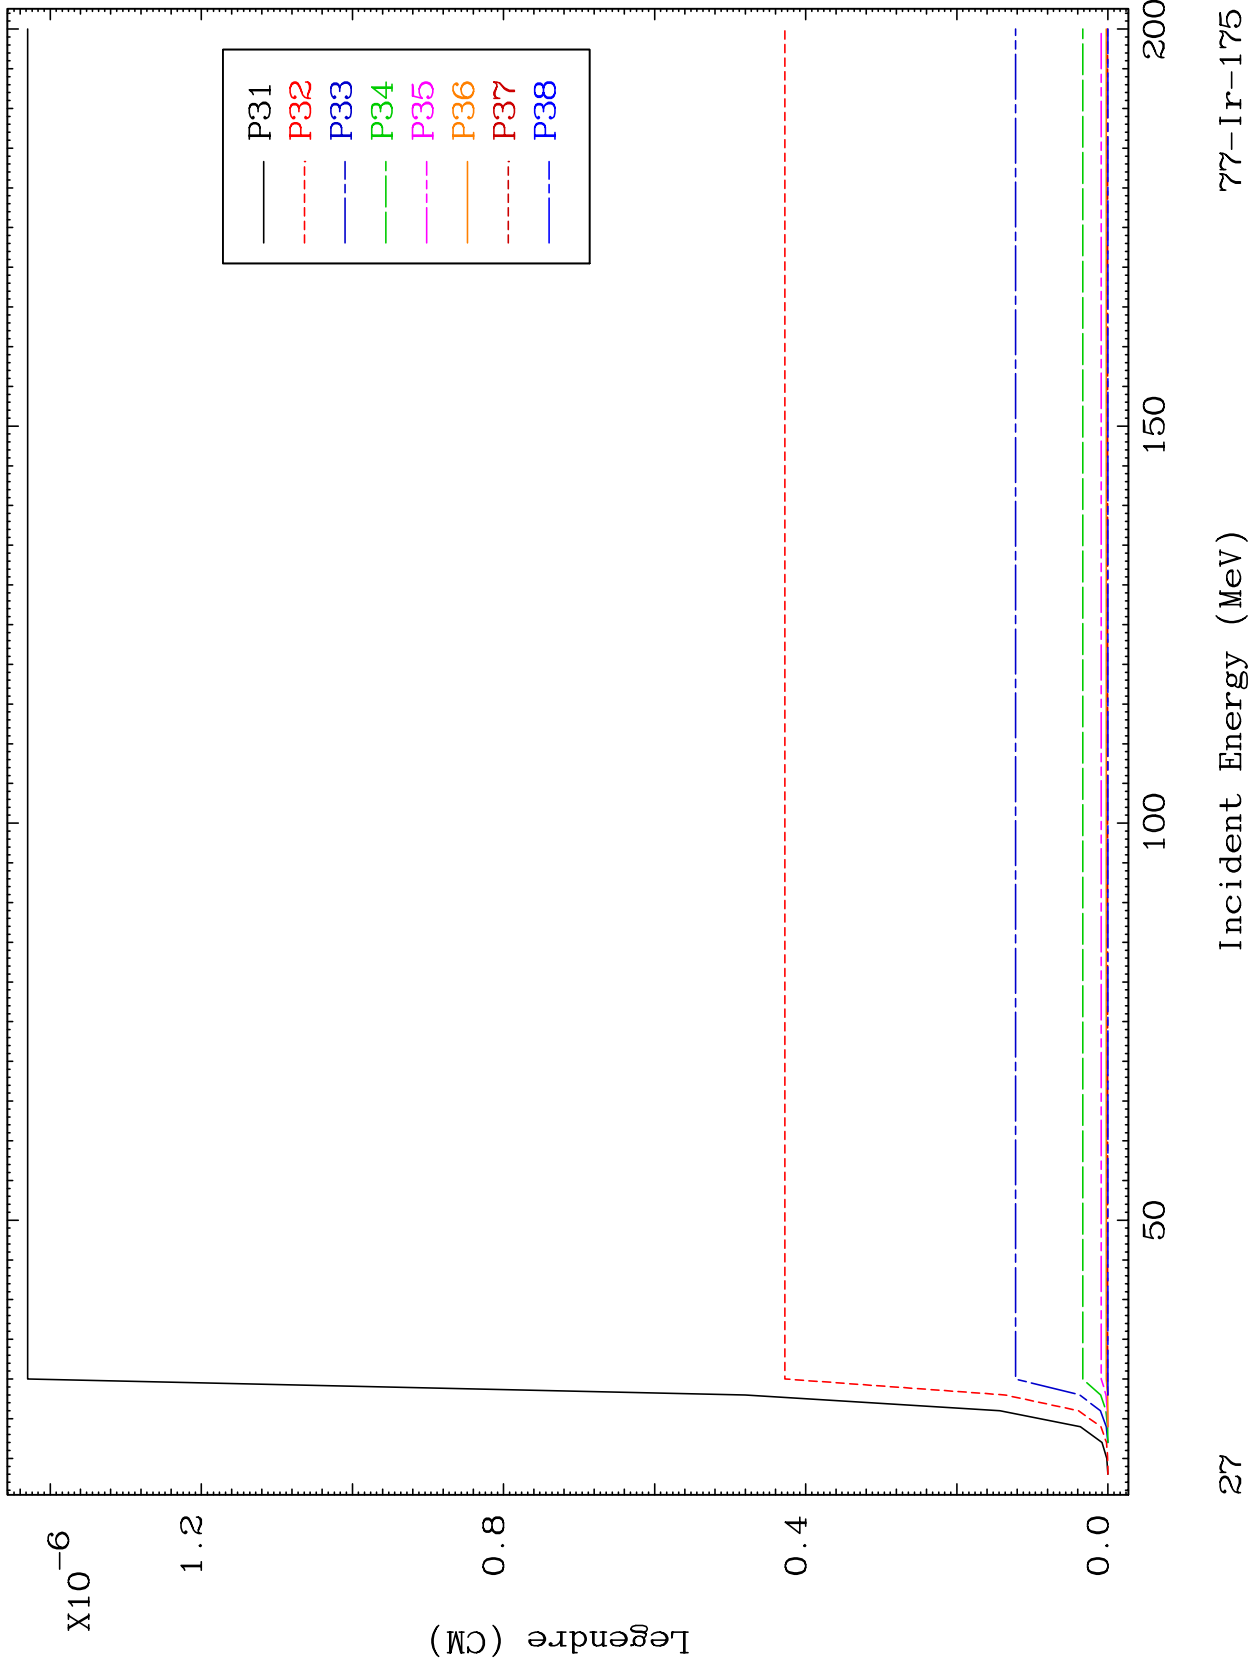 X10-6
1.2
0.8
0.4
0.0
Legendre (CM)
P31
P32
P33
P34
P35
P36
P37
P38
50
100
150
200
27
Incident Energy (MeV)
77-Ir-175